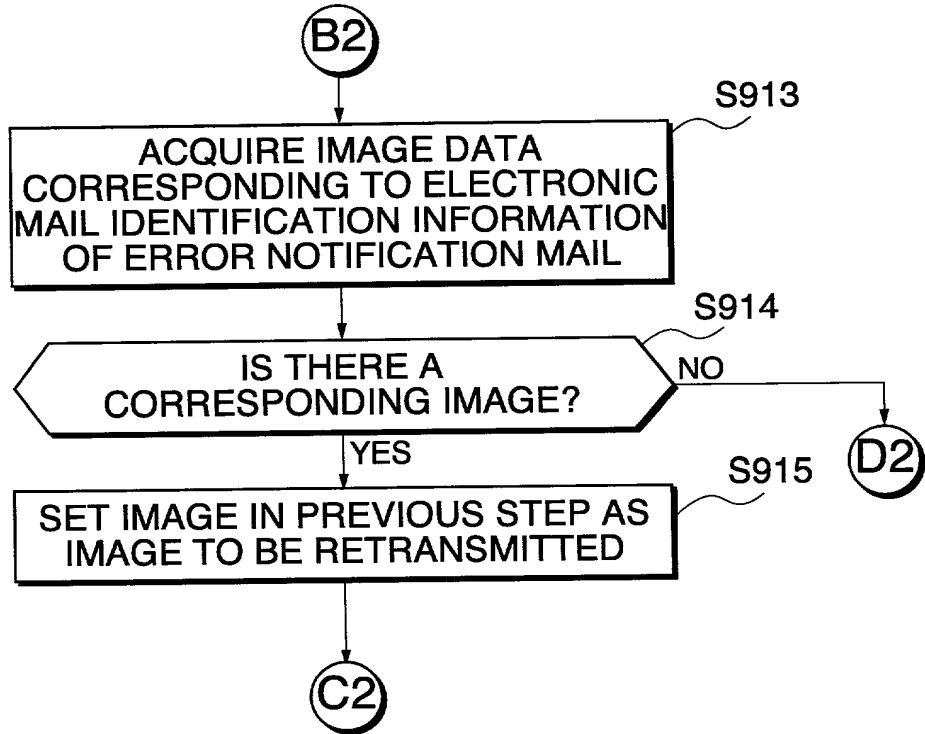 B2
S913
ACQUIRE IMAGE DATA
CORRESPONDING TO ELECTRONIC
MAIL IDENTIFICATION INFORMATION
OF ERROR NOTIFICATION MAIL
S914
IS THERE A
CORRESPONDING IMAGE?
NO
YES
D2
S915
SET IMAGE IN PREVIOUS STEP AS
IMAGE TO BE RETRANSMITTED
C2